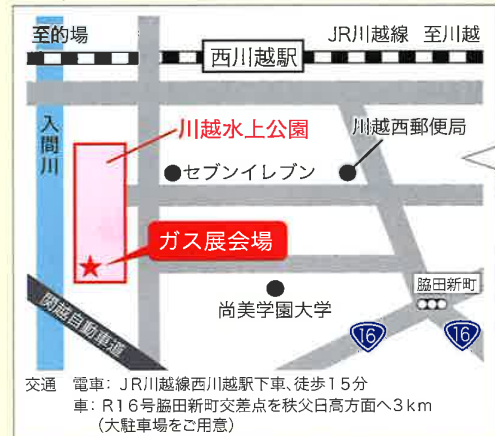 至的場
JR川越線 至川越
西川越駅
入間川
川越水上公園
川越西郵便局
セブンイレブン
ガス展会場
尚美学園大学
脇田新町
関越自動車道
16
16
交通 電車：JR川越線西川越駅下車、徒歩15分
車：R16号脇田新町交差点を秩父日高方面へ3km
（大駐車場をご用意）